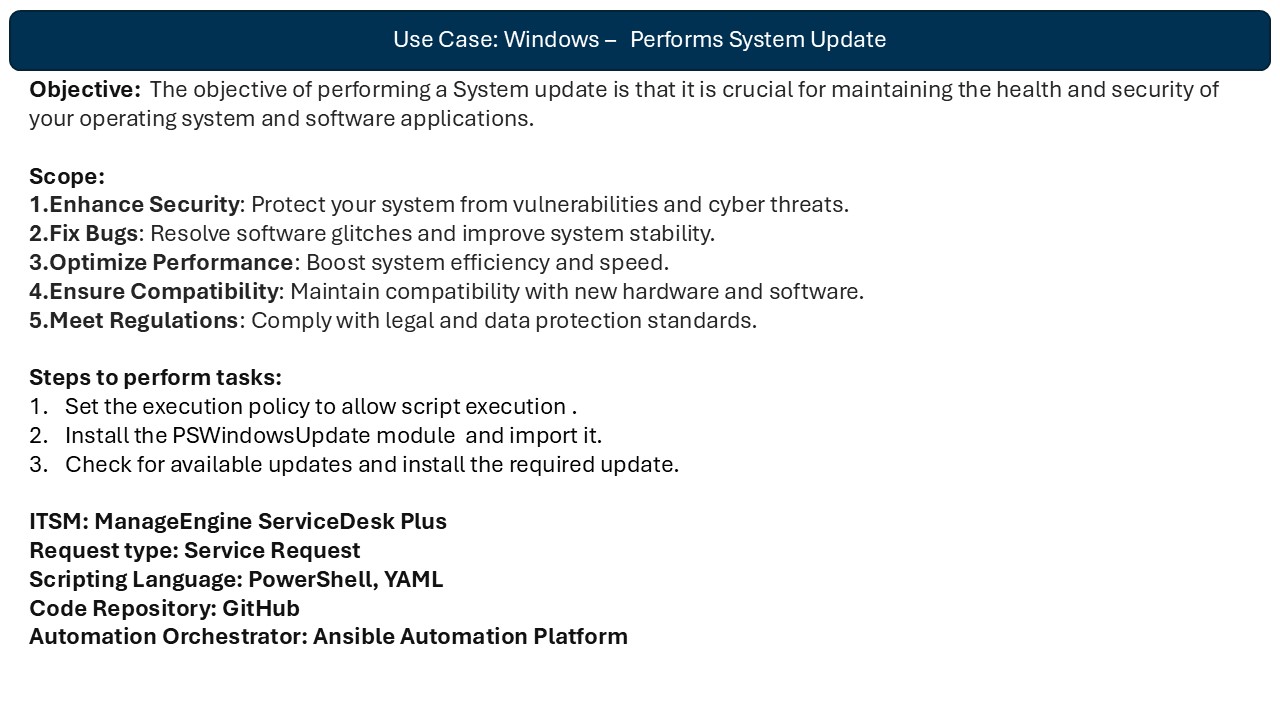 Use Case: Windows – Performs System Update
Objective: The objective of performing a System update is that it is crucial for maintaining the health and security of
your operating system and software applications.
Scope:
1.Enhance Security: Protect your system from vulnerabilities and cyber threats.
2.Fix Bugs: Resolve software glitches and improve system stability.
3.Optimize Performance: Boost system efficiency and speed.
4.Ensure Compatibility: Maintain compatibility with new hardware and software.
5.Meet Regulations: Comply with legal and data protection standards.
Steps to perform tasks:
1. Set the execution policy to allow script execution .
2. Install the PSWindowsUpdate module  and import it.
3. Check for available updates and install the required update.
ITSM: ManageEngine ServiceDesk Plus
Request type: Service Request
Scripting Language: PowerShell, YAML
Code Repository: GitHub
Automation Orchestrator: Ansible Automation Platform